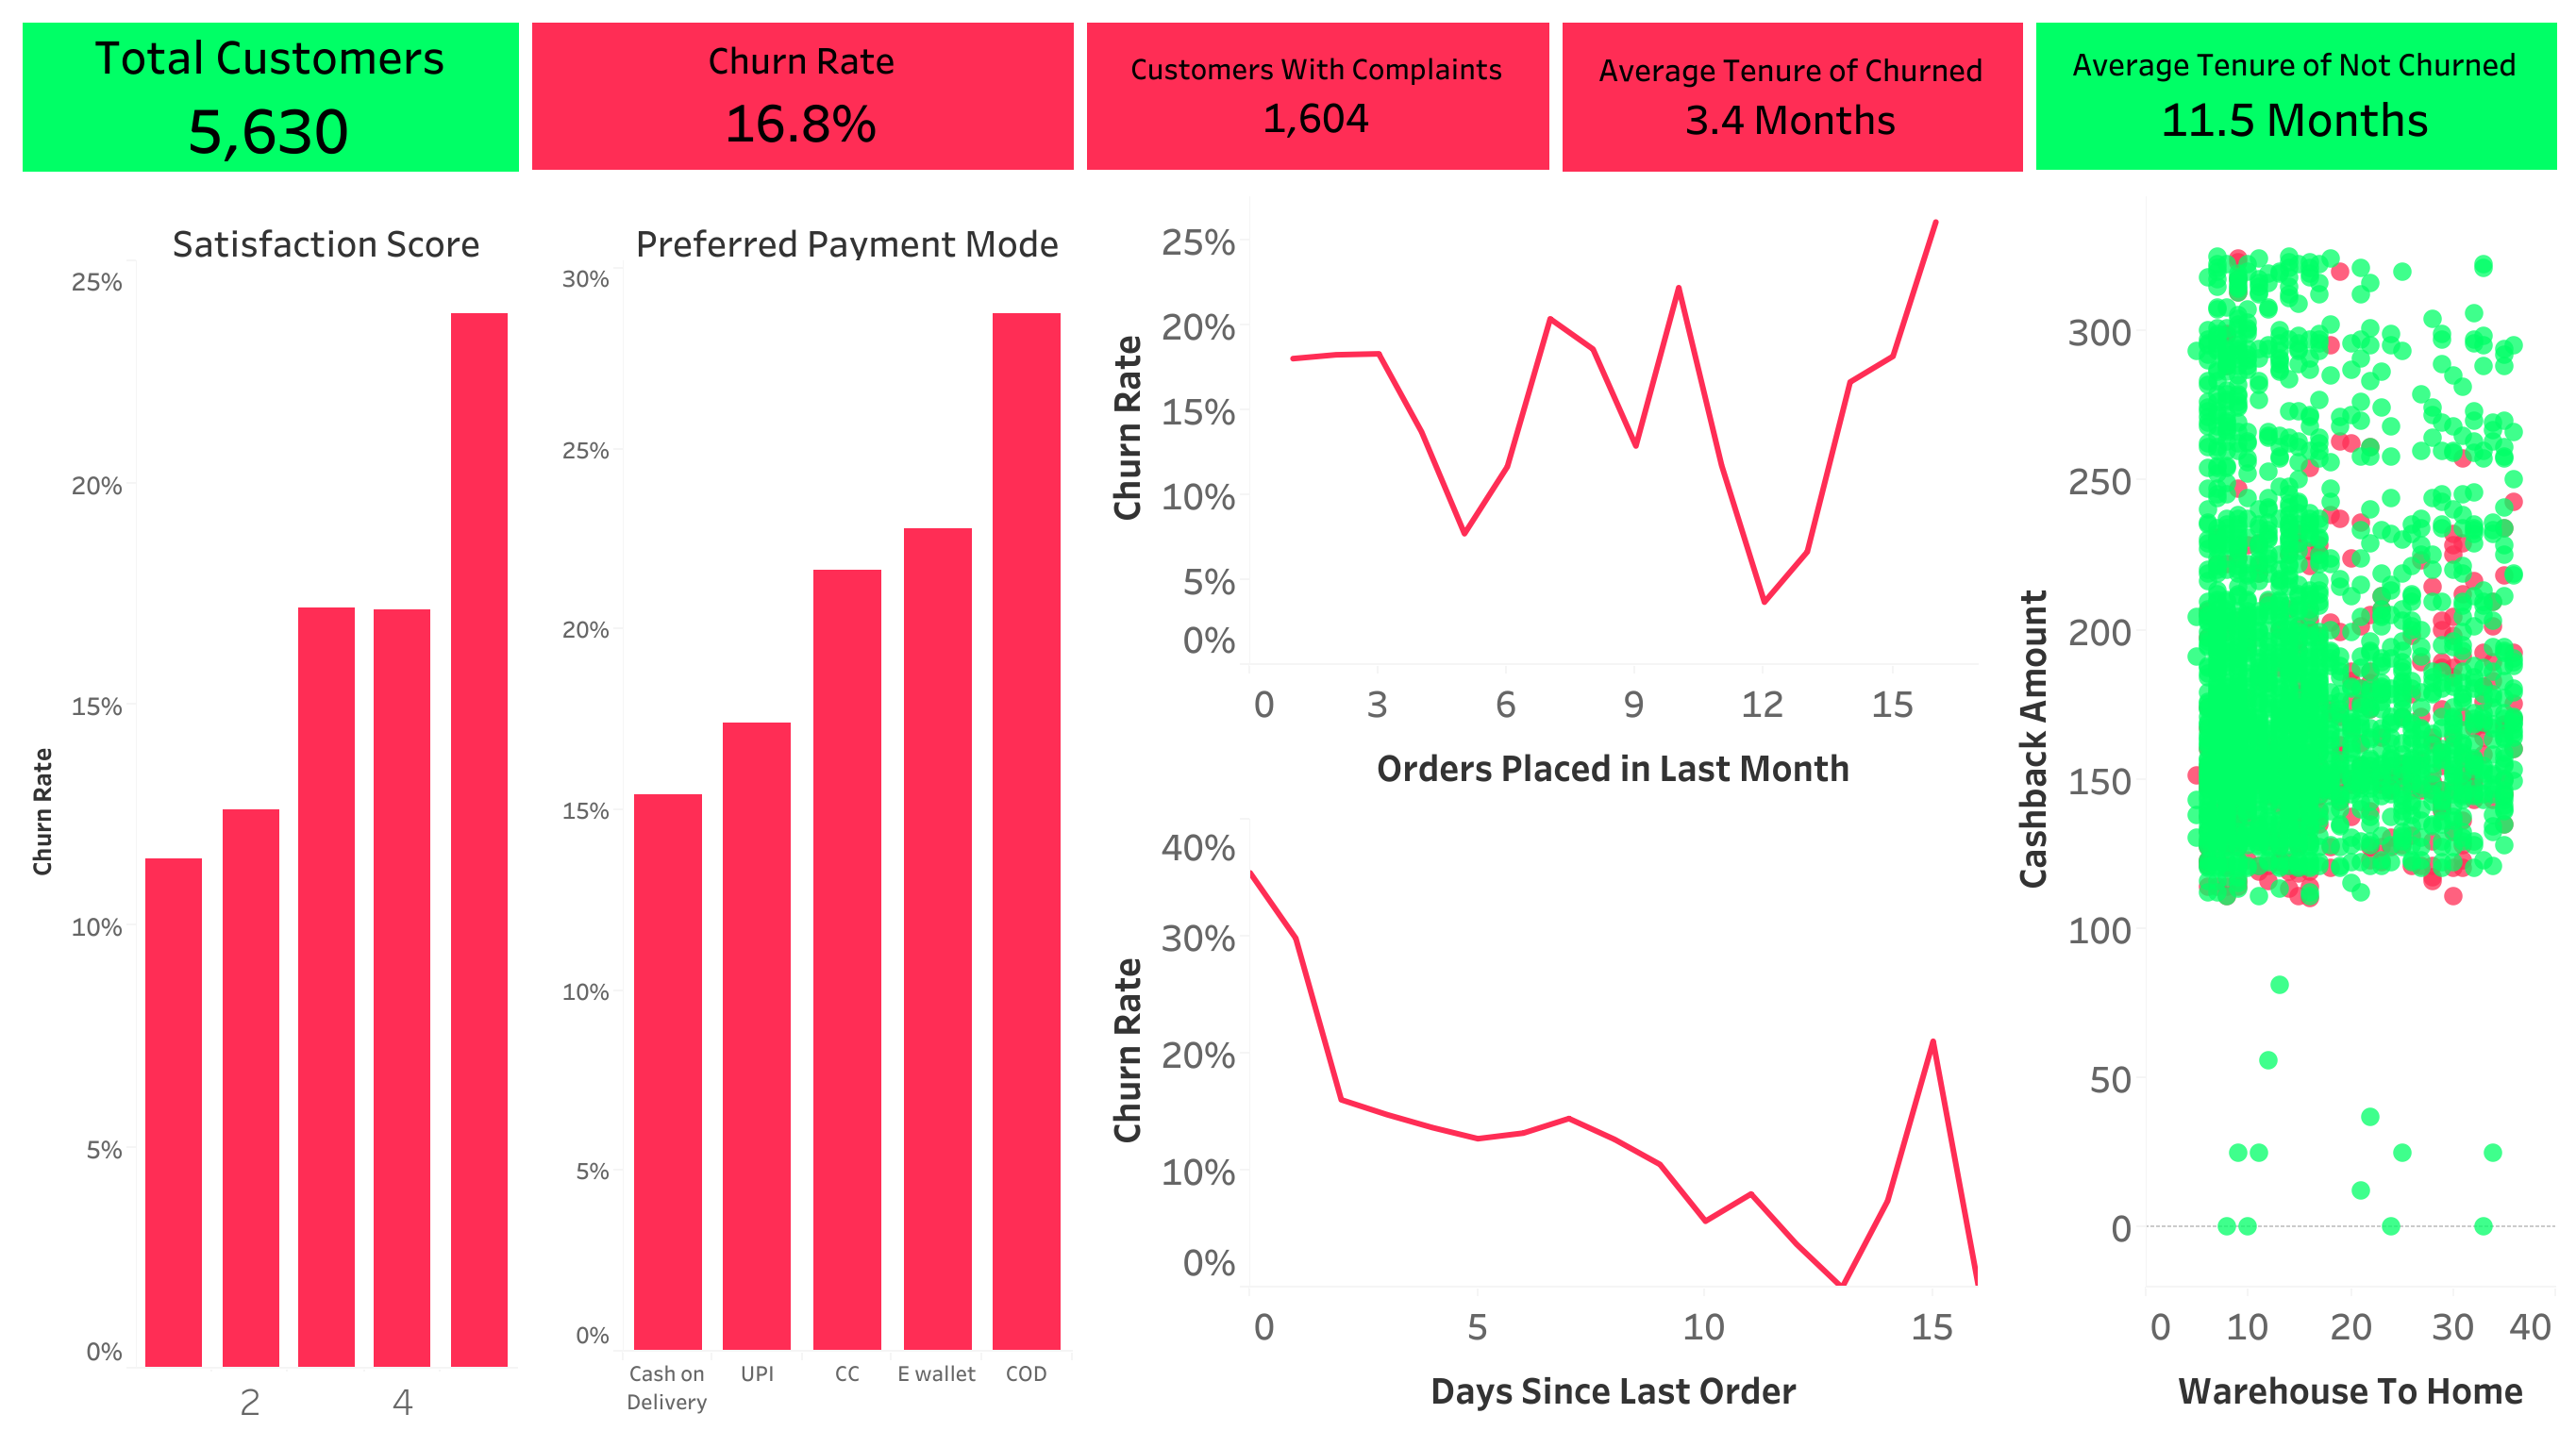 Total Customers
5,630
Churn Rate
16.8%
Customers With Complaints
1,604
Average Tenure of Churned
3.4 Months
Average Tenure of Not Churned
11.5 Months
Satisfaction Score
25%
20%
15%
10%
5%
0%
Churn Rate
2
4
Preferred Payment Mode
30%
25%
20%
15%
10%
5%
0%
Cash on
Delivery
UPI
CC
E wallet
COD
25%
20%
15%
10%
5%
0%
Churn Rate
0
3
6
9
12
15
Orders Placed in Last Month
40%
30%
20%
10%
0%
Churn Rate
0
5
10
15
Days Since Last Order
300
250
200
150
100
50
0
Cashback Amount
0
10
20
30
40
Warehouse To Home